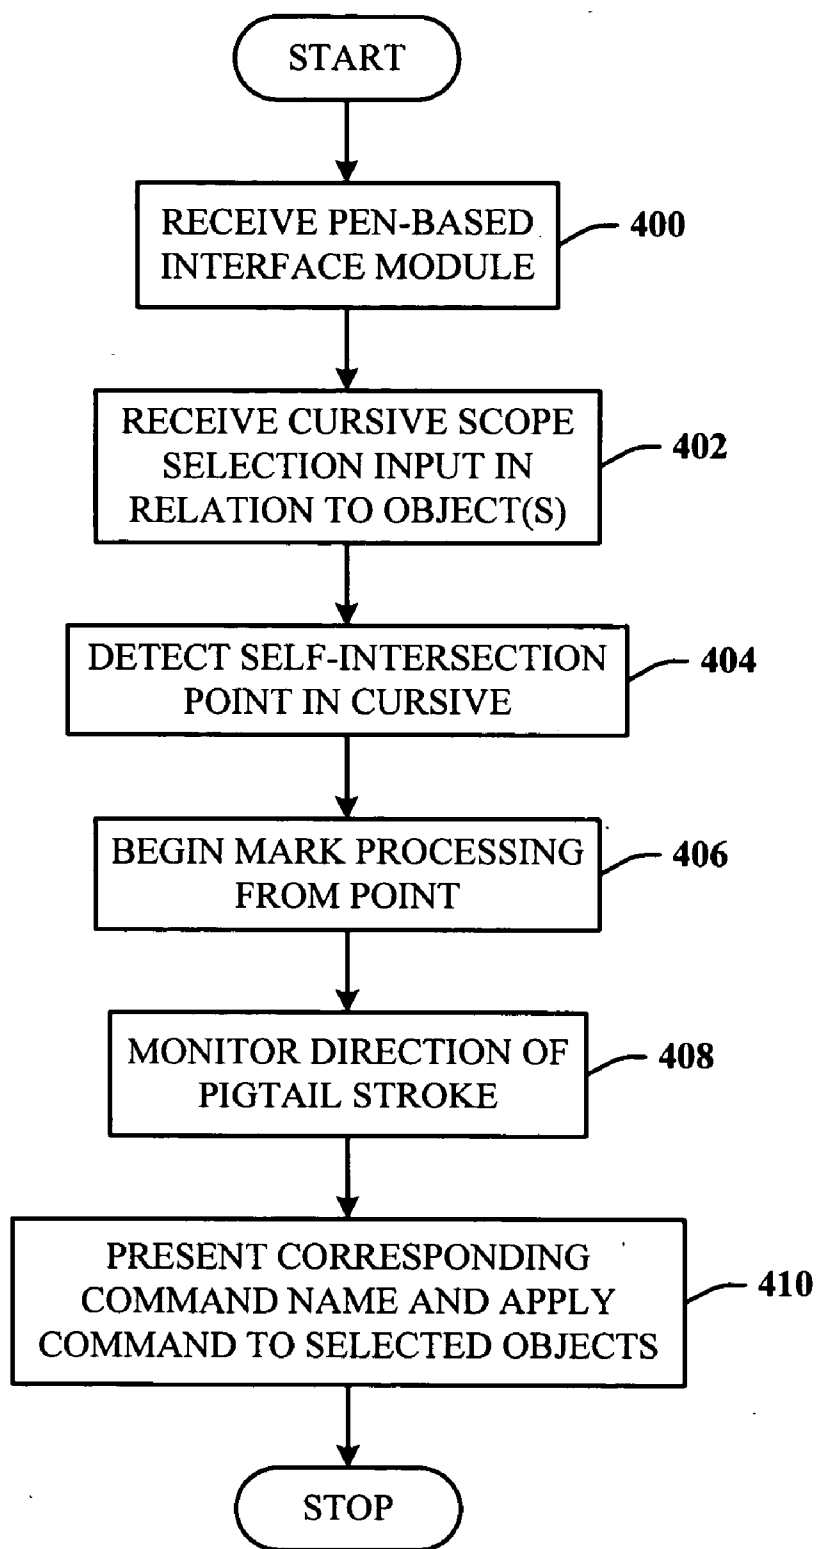 START
RECEIVE PEN-BASED
INTERFACE MODULE
400
RECEIVE CURSIVE SCOPE
SELECTION INPUT IN
RELATION TO OBJECT(S)
402
DETECT SELF-INTERSECTION
POINT IN CURSIVE
404
BEGIN MARK PROCESSING
FROM POINT
406
MONITOR DIRECTION OF
PIGTAIL STROKE
408
PRESENT CORRESPONDING
COMMAND NAME AND APPLY
COMMAND TO SELECTED OBJECTS
410
STOP